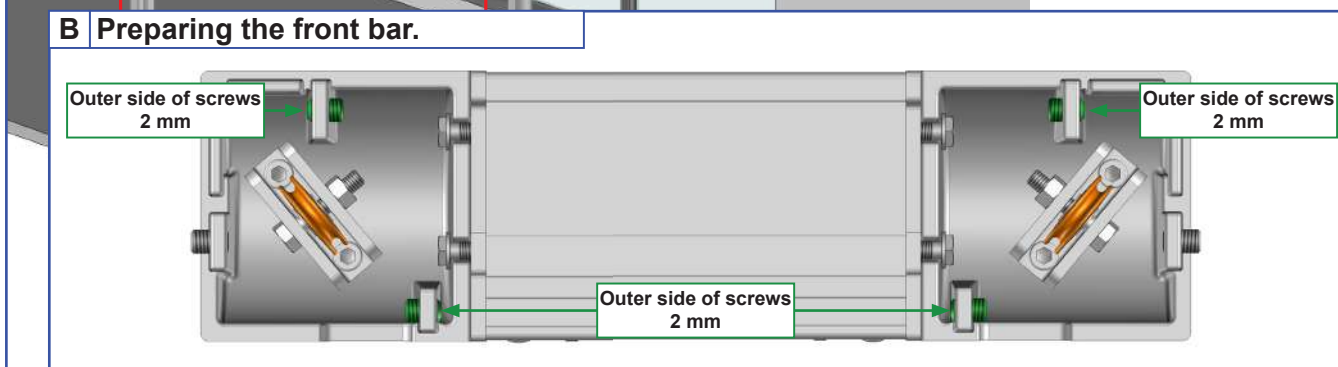 B Preparing the front bar.
Outer side of screws
2 mm
Outer side of screws
2 mm
Outer side of screws
2 mm